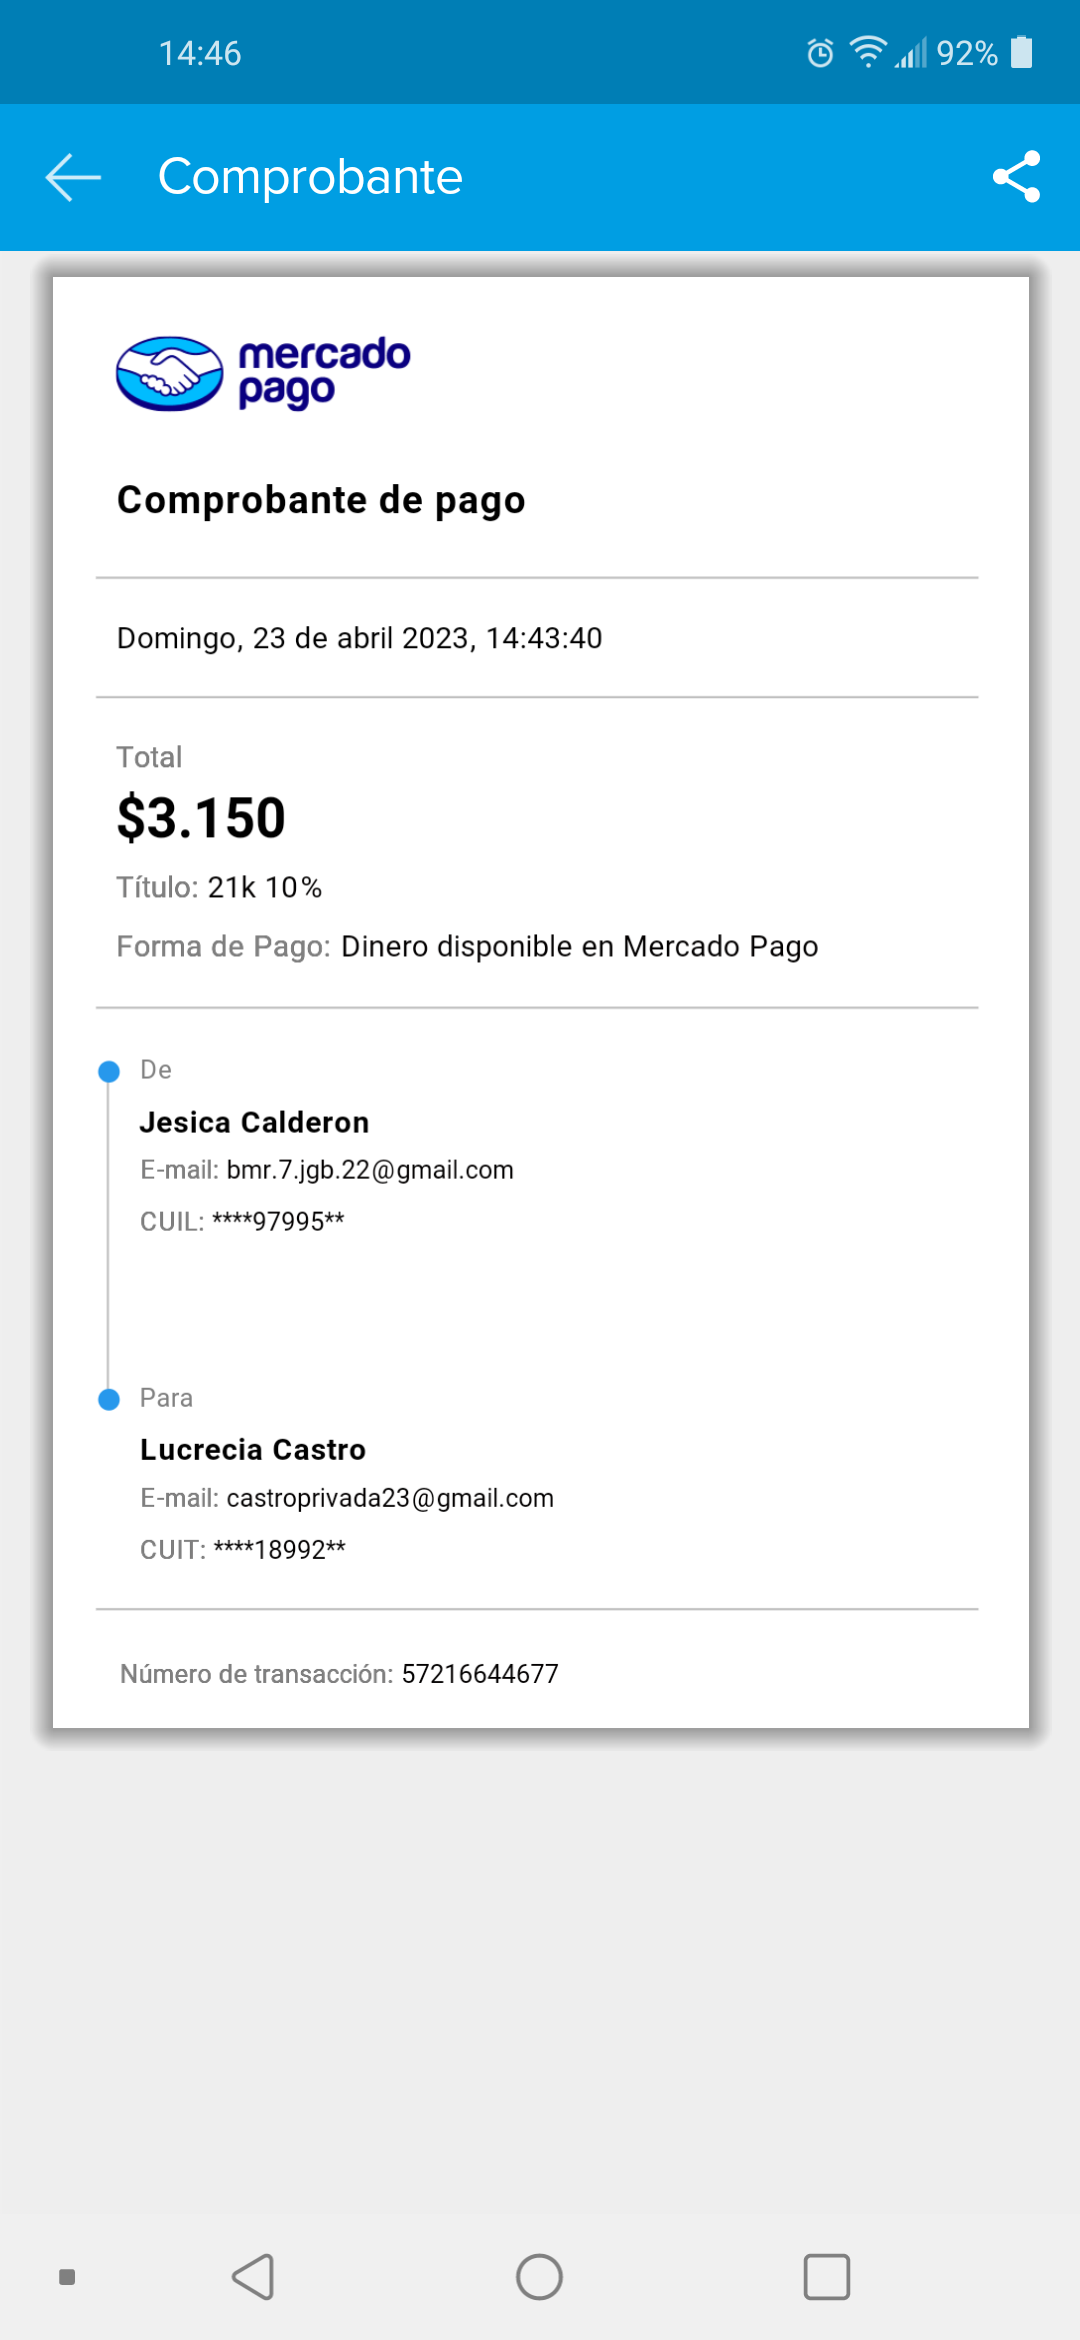 14:46
92%
Comprobante
mercado
pago
Comprobante de pago
Domingo, 23 de abril 2023, 14:43:40
Total
$3.150
Título: 21k 10%
Forma de Pago: Dinero disponible en Mercado Pago
De
Jesica Calderon
E-mail: bmr.7.jgb.22@gmail.com
CUIL: ****97995**
Para
Lucrecia Castro
E-mail: castroprivada23@gmail.com
CUIT: ****18992**
Número de transacción: 57216644677